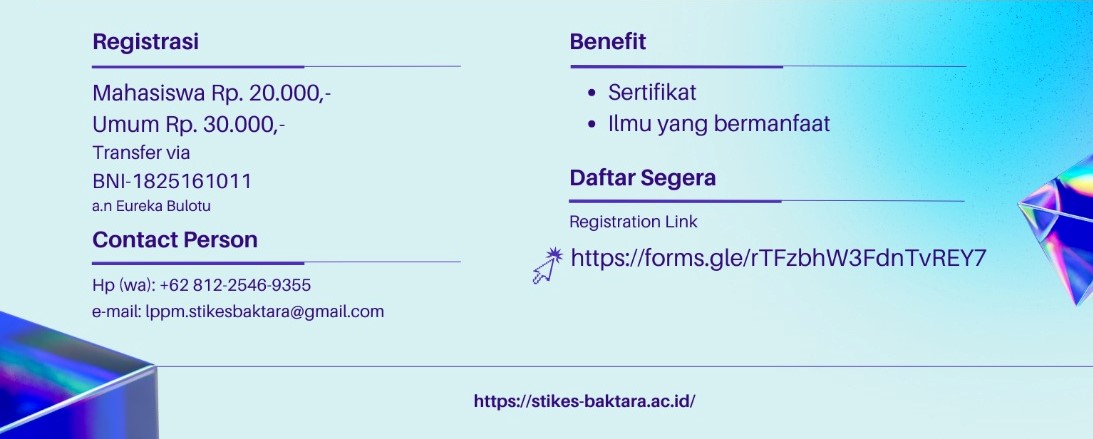 Registrasi
Mahasiswa Rp. 20.000,-
Umum Rp. 30.000,-
Transfer via
BNI-1825161011
a.n Eureka Bulotu
Contact Person
Hp (wa): +62 812-2546-9355
e-mail: lppm.stikesbaktara@gmail.com
Benefit
• Sertifikat
• Ilmu yang bermanfaat
Daftar Segera
Registration Link
https://forms.gle/rTFzbhW3FdnTvREY7
https://stikes-baktara.ac.id/